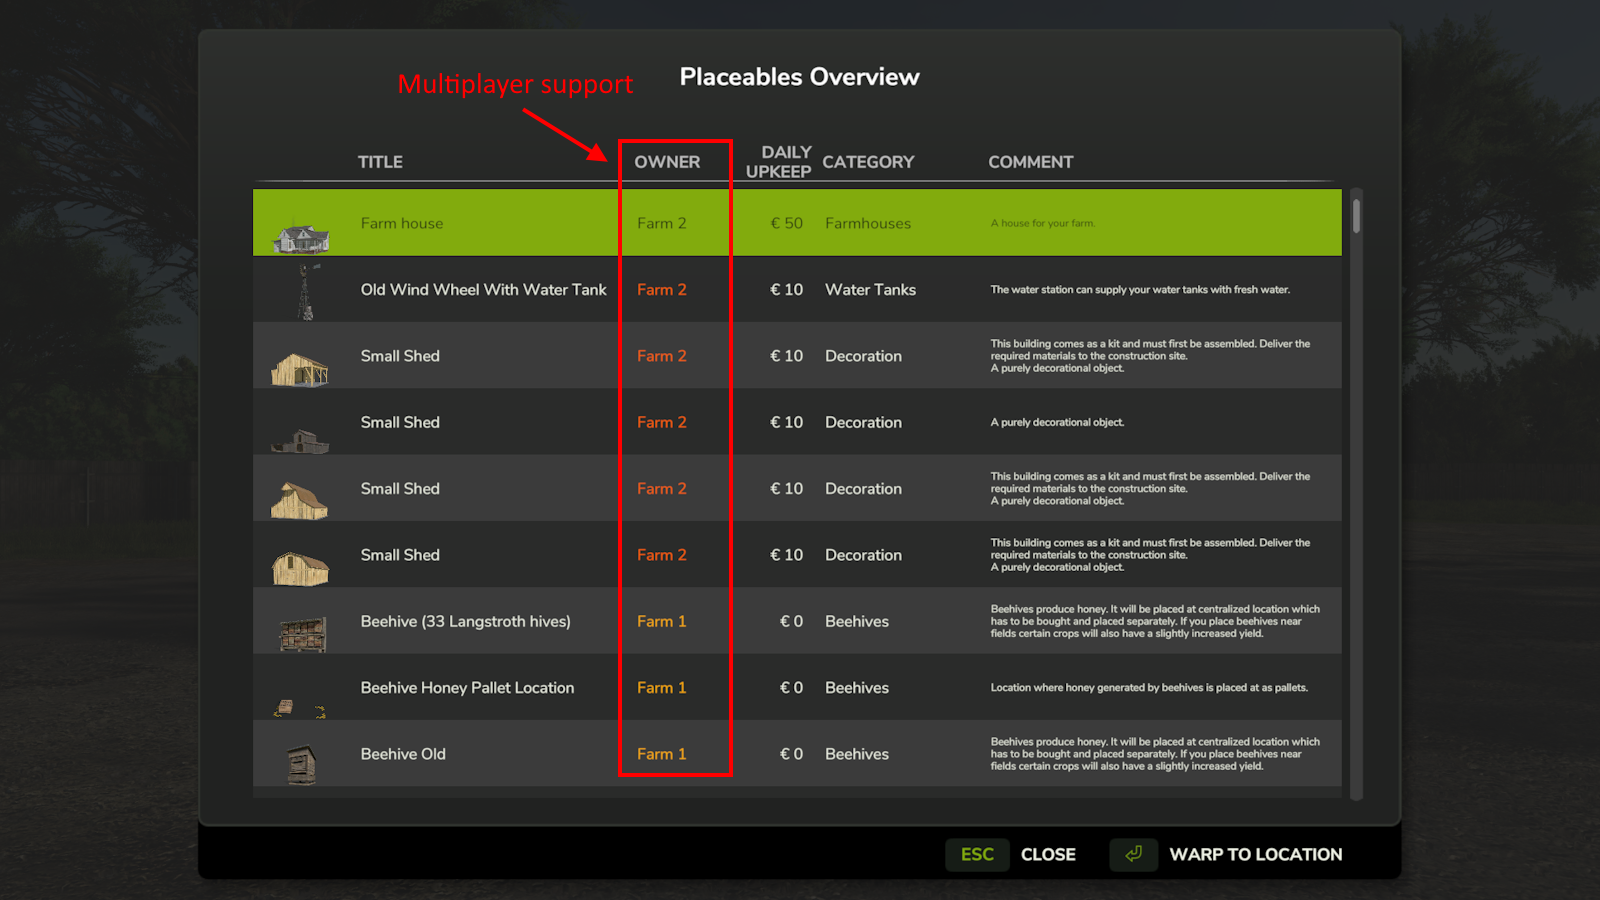 Multiplayer support
Placeables Overview
TITLE
OWNER
DAILY
UPKEEP
CATEGORY
COMMENT
Farm house
Farm 2
€ 50
Farmhouses
A house for your farm.
Old Wind Wheel With Water Tank
Farm 2
€ 10
Water Tanks
The water station can supply your water tanks with fresh water.
Small Shed
Farm 2
€ 10
Decoration
This building comes as a kit and must first be assembled. Deliver the
required materials to the construction site.
A purely decorational object.
Small Shed
Farm 2
€ 10
Decoration
A purely decorational object.
Small Shed
Farm 2
€ 10
Decoration
This building comes as a kit and must first be assembled. Deliver the
required materials to the construction site.
A purely decorational object.
Small Shed
Farm 2
€ 10
Decoration
This building comes as a kit and must first be assembled. Deliver the
required materials to the construction site.
A purely decorational object.
Beehive (33 Langstroth hives)
Farm 1
€ 0
Beehives
Beehives produce honey. It will be placed at centralized location which
has to be bought and placed separately. If you place beehives near
fields certain crops will also have a slightly increased yield.
Beehive Honey Pallet Location
Farm 1
€ 0
Beehives
Location where honey generated by beehives is placed at as pallets.
Beehive Old
Farm 1
€ 0
Beehives
Beehives produce honey. It will be placed at centralized location which
has to be bought and placed separately. If you place beehives near
fields certain crops will also have a slightly increased yield.
ESC CLOSE
WARP TO LOCATION